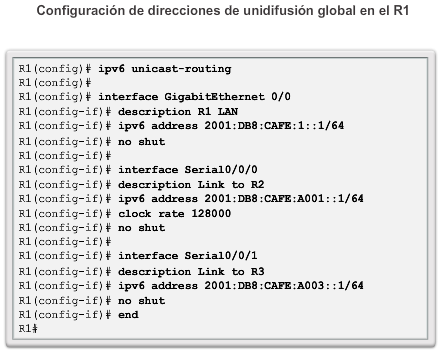 Configuración de direcciones de unidifusión global en el R1
R1(config)# ipv6 unicast-routing
R1(config)#
R1(config)# interface GigabitEthernet 0/0
R1(config-if)# description R1 LAN
R1(config-if)# ipv6 address 2001:DB8:CAFE:1::1/64
R1(config-if)# no shut
R1(config-if)#
R1(config-if)# interface Serial0/0/0
R1(config-if)# description Link to R2
R1(config-if)# ipv6 address 2001:DB8:CAFE:A001::1/64
R1(config-if)# clock rate 128000
R1(config-if)# no shut
R1(config-if)#
R1(config-if)# interface Serial0/0/1
R1(config-if)# description Link to R3
R1(config-if)# ipv6 address 2001:DB8:CAFE:A003::1/64
R1(config-if)# no shut
R1(config-if)# end
R1#